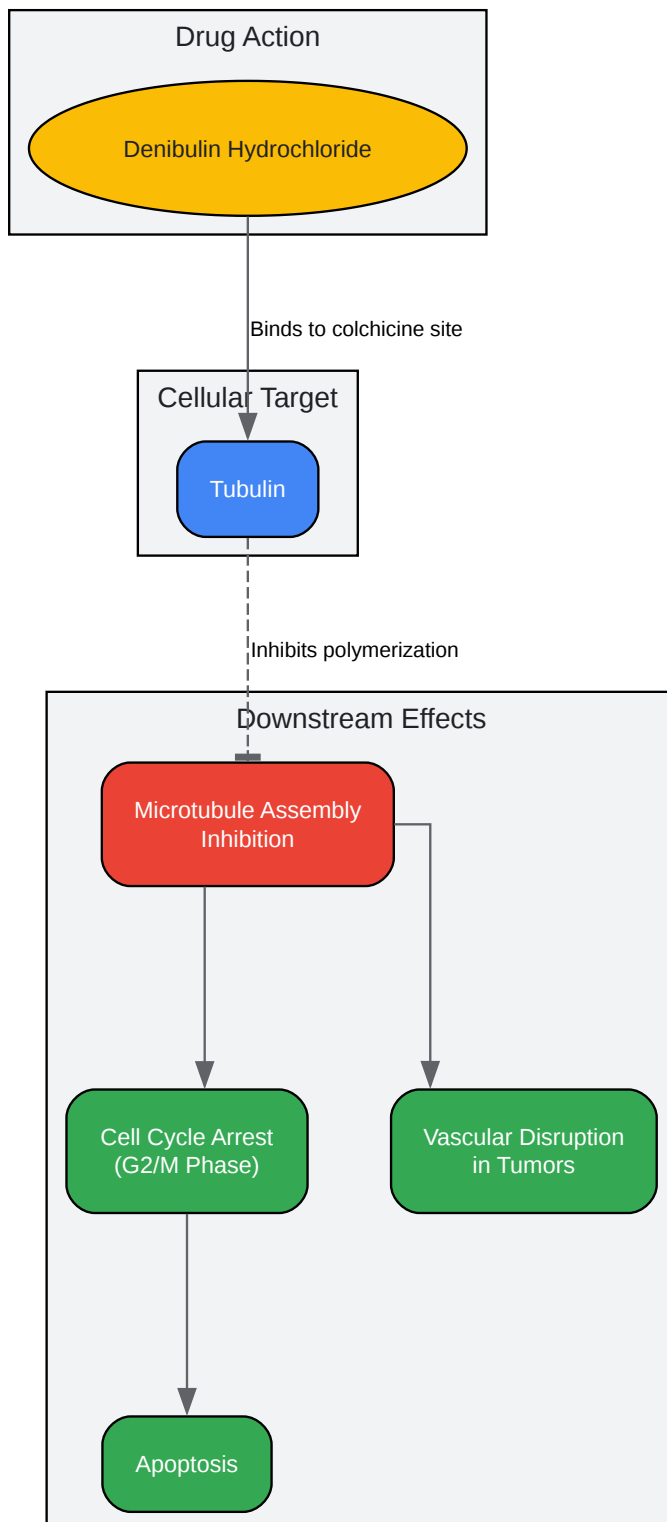 Drug Action
Denibulin Hydrochloride
Binds to colchicine site
Cellular Target
Tubulin
Inhibits polymerization
Downstream Effects
Microtubule Assembly
Inhibition
Cell Cycle Arrest
(G2/M Phase)
Vascular Disruption
in Tumors
Apoptosis